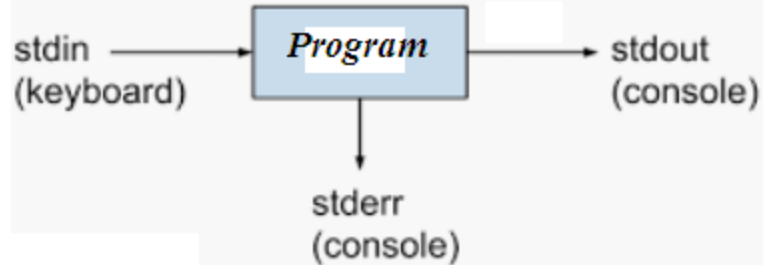 stdin
(keyboard)
Program
stdout
(console)
stderr
(console)